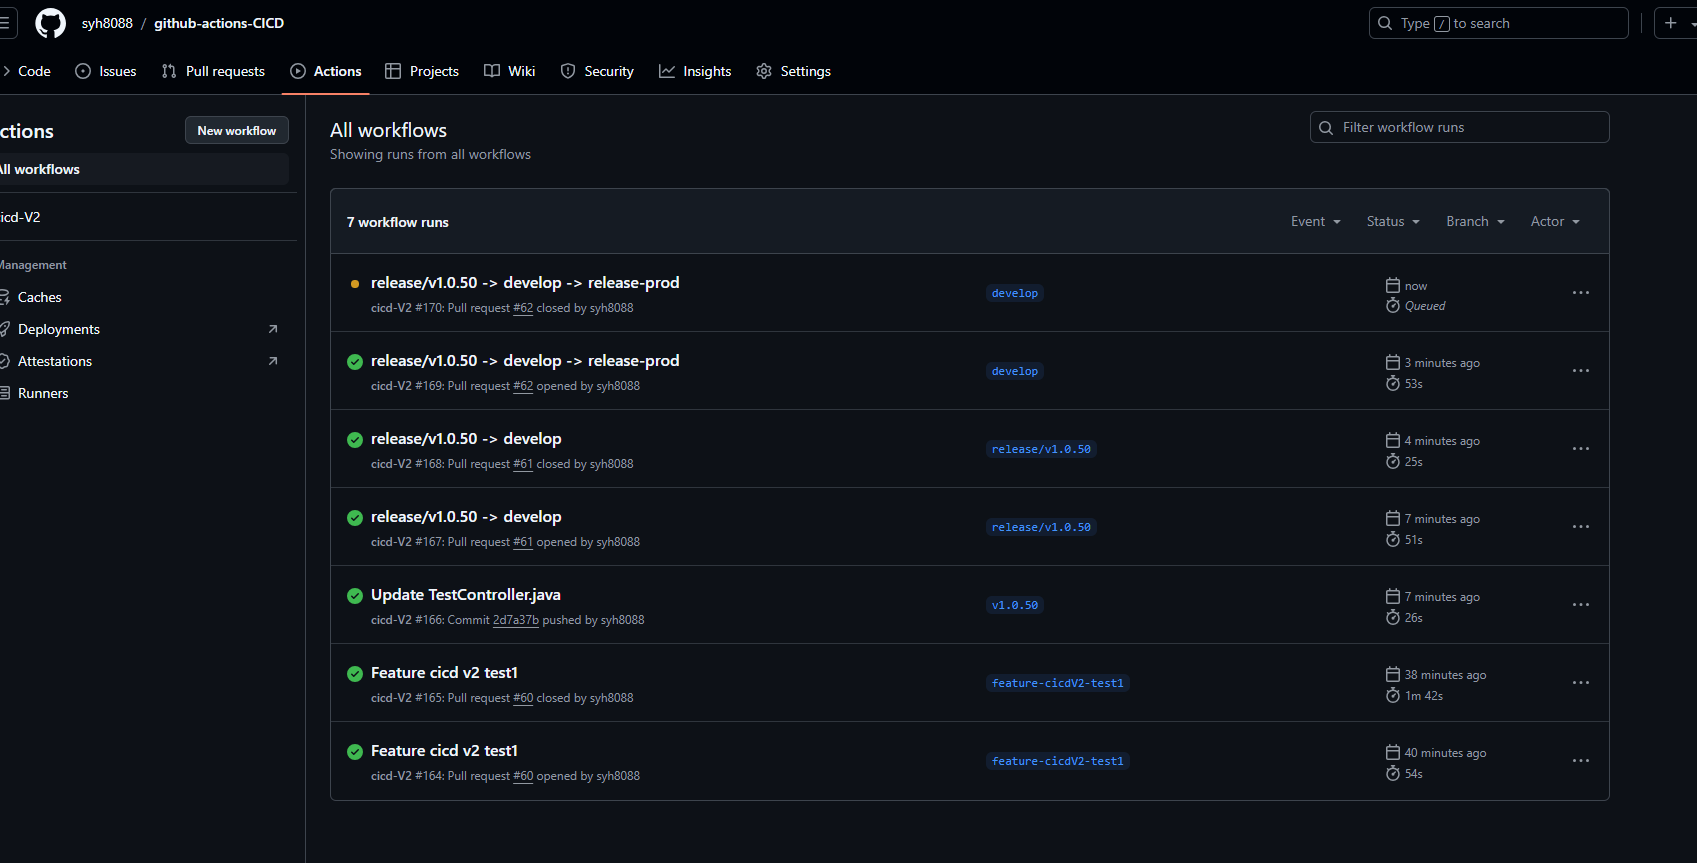 syh8088 / github-actions-CICD
Type / to search
Code Issues Pull requests Actions Projects Wiki Security Insights Settings
ctions
New workflow
All workflows
icd-V2
Management
Caches
Deployments
Attestations
Runners
All workflows
Showing runs from all workflows
Filter workflow runs
7 workflow runs
Event Status Branch Actor
release/v1.0.50 -> develop -> release-prod
cicd-V2 #170: Pull request #62 closed by syh8088
develop
now
Queued
release/v1.0.50 -> develop -> release-prod
cicd-V2 #169: Pull request #62 opened by syh8088
develop
3 minutes ago
53s
release/v1.0.50 -> develop
cicd-V2 #168: Pull request #61 closed by syh8088
release/v1.0.50
4 minutes ago
25s
release/v1.0.50 -> develop
cicd-V2 #167: Pull request #61 opened by syh8088
release/v1.0.50
7 minutes ago
51s
Update TestController.java
cicd-V2 #166: Commit 2d7a37b pushed by syh8088
v1.0.50
7 minutes ago
26s
Feature cicd v2 test1
cicd-V2 #165: Pull request #60 closed by syh8088
feature-cicdV2-test1
38 minutes ago
1m 42s
Feature cicd v2 test1
cicd-V2 #164: Pull request #60 opened by syh8088
feature-cicdV2-test1
40 minutes ago
54s